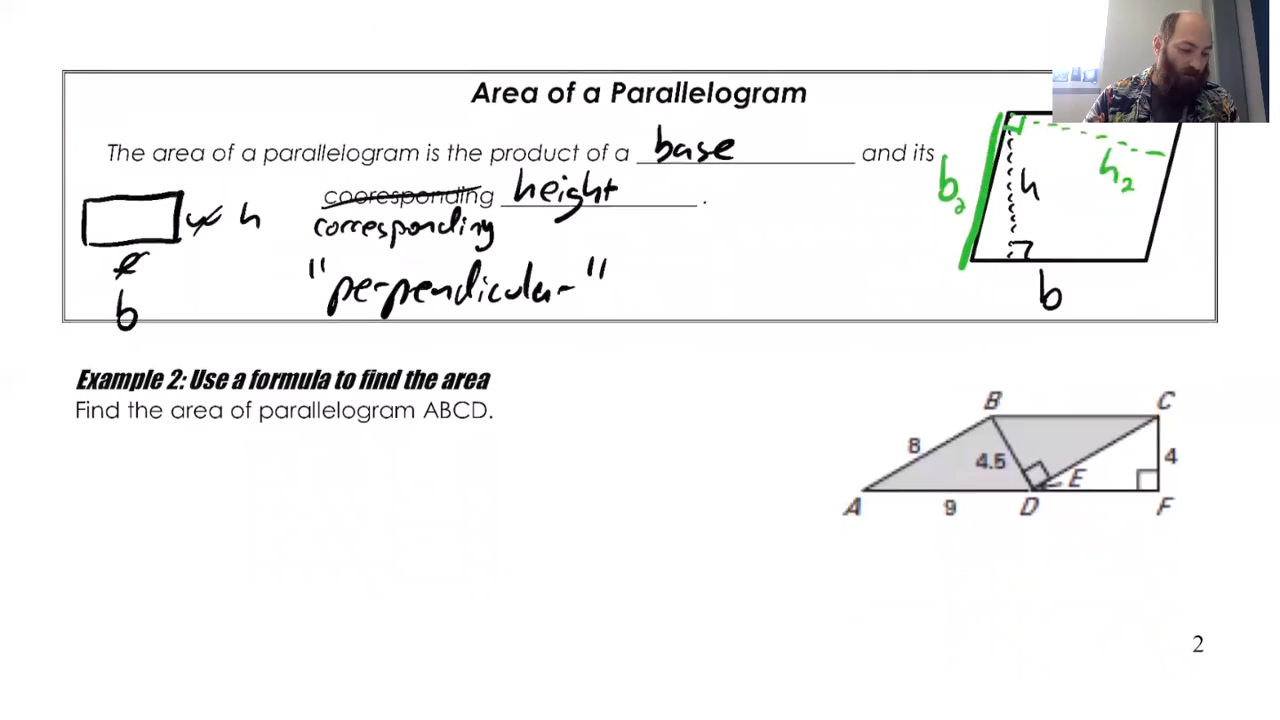 Area of a Parallelogram
The area of a parallelogram is the product of a base and its
cooresponding height.
corresponding
"perpendicular"
h
b
b2
h
h2
b
Example 2: Use a formula to find the area
Find the area of parallelogram ABCD.
B
C
8
4.5
4
E
A
9
D
F
2